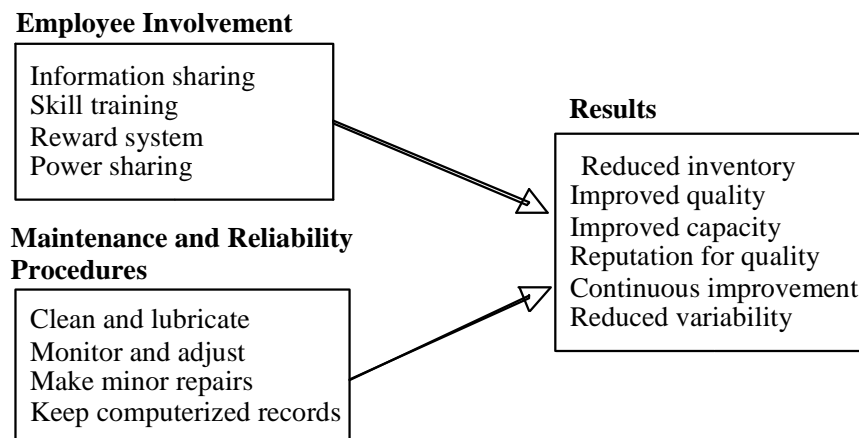 Employee Involvement
Information sharing
Skill training
Reward system
Power sharing
Maintenance and Reliability
Procedures
Clean and lubricate
Monitor and adjust
Make minor repairs
Keep computerized records
Results
Reduced inventory
Improved quality
Improved capacity
Reputation for quality
Continuous improvement
Reduced variability